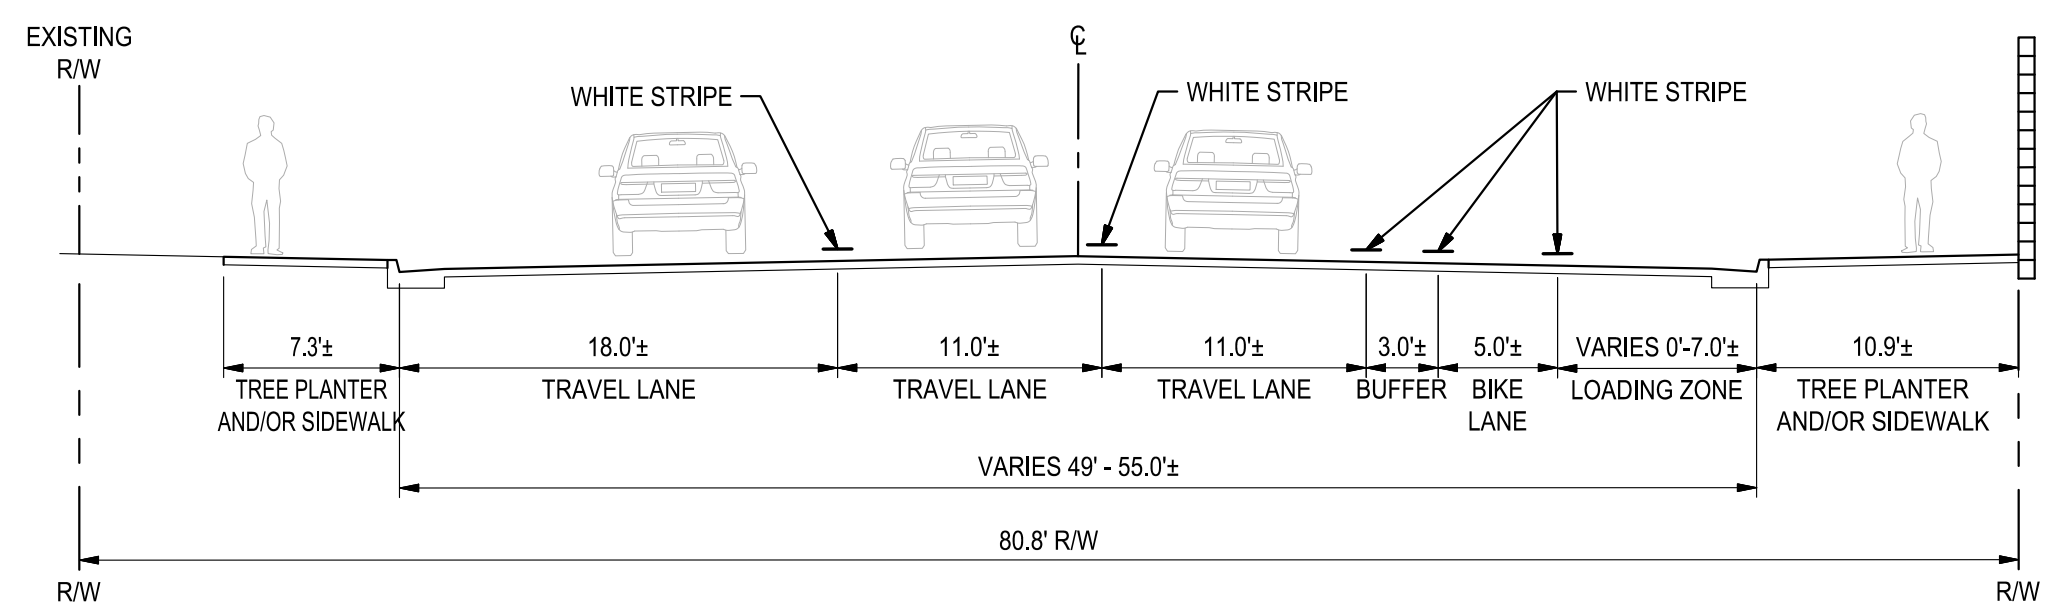 EXISTING
R/W
℄
WHITE STRIPE
WHITE STRIPE
WHITE STRIPE
7.3'±
18.0'±
11.0'±
11.0'±
3.0'±
5.0'±
VARIES 0'-7.0'±
10.9'±
TREE PLANTER
AND/OR SIDEWALK
TRAVEL LANE
TRAVEL LANE
TRAVEL LANE
BUFFER
BIKE
LANE
LOADING ZONE
TREE PLANTER
AND/OR SIDEWALK
VARIES 49' - 55.0'±
80.8' R/W
R/W
R/W